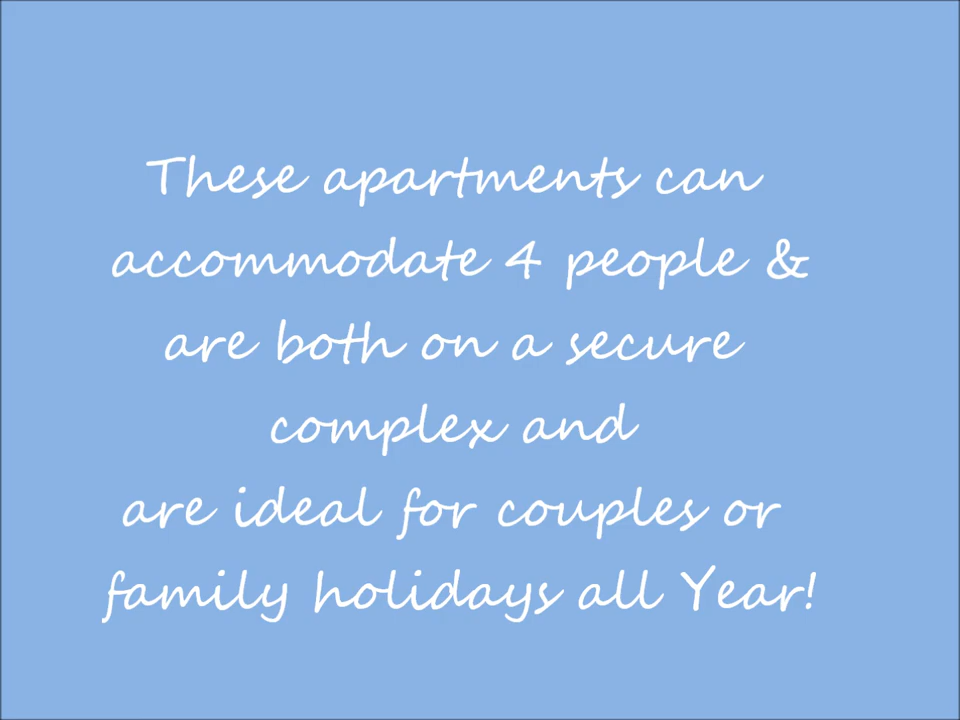 These apartments can
accommodate 4 people &
are both on a secure
complex and
are ideal for couples or
family holidays all Year!